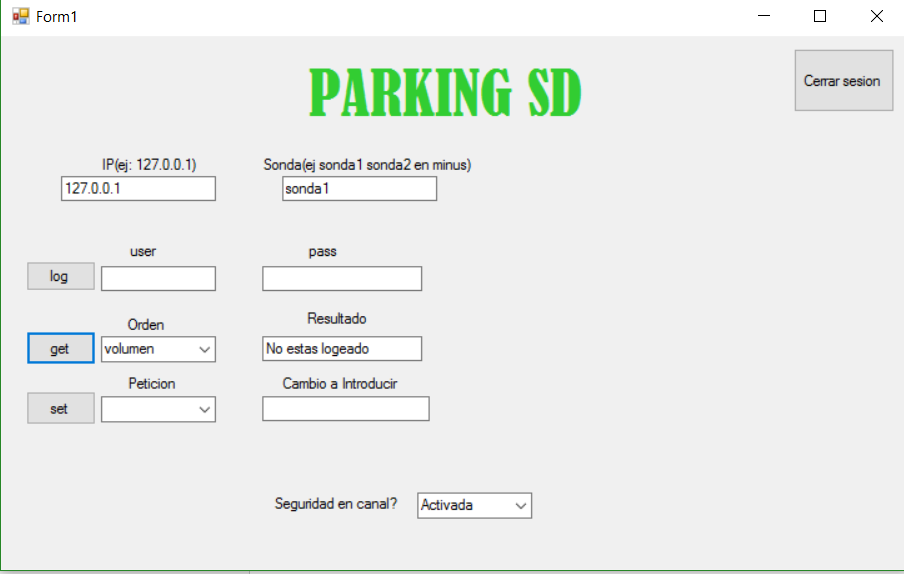 Form1
PARKING SD
Cerrar sesion
IP(ej: 127.0.0.1)
Sonda(ej sonda1 sonda2 en minus)
127.0.0.1
sonda1
user
pass
log
Orden
Resultado
get
volumen
No estas logeado
Peticion
Cambio a Introducir
set
Seguridad en canal?
Activada